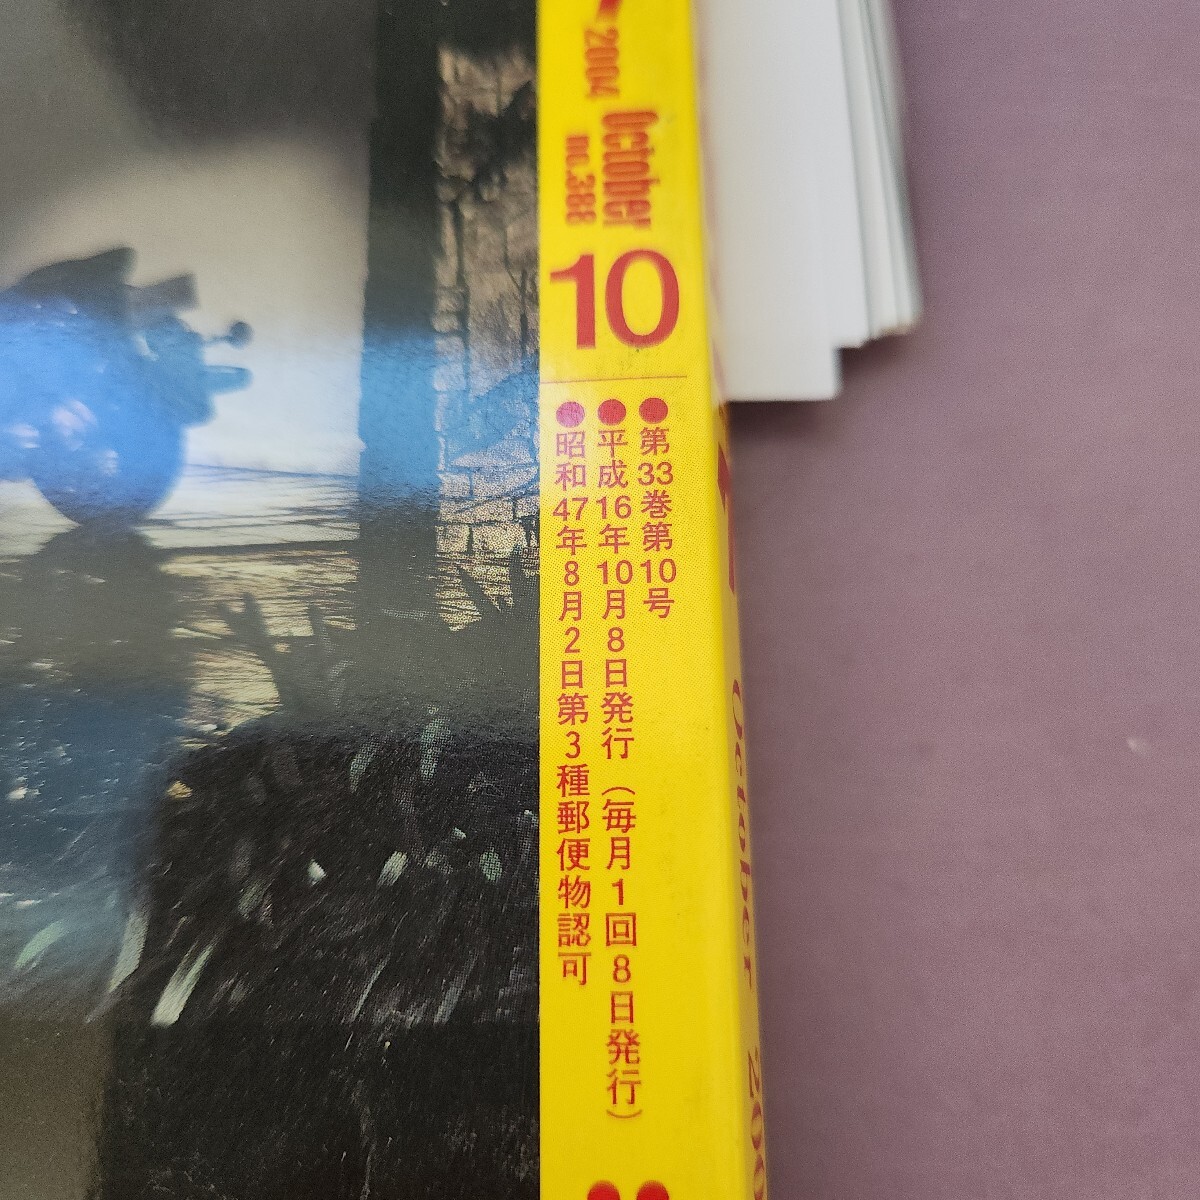 2004
October
no.388
10
●第33巻第10号
●平成16年10月8日発行（毎月1回8日発行）
●昭和47年8月2日第3種郵便物認可
October 200